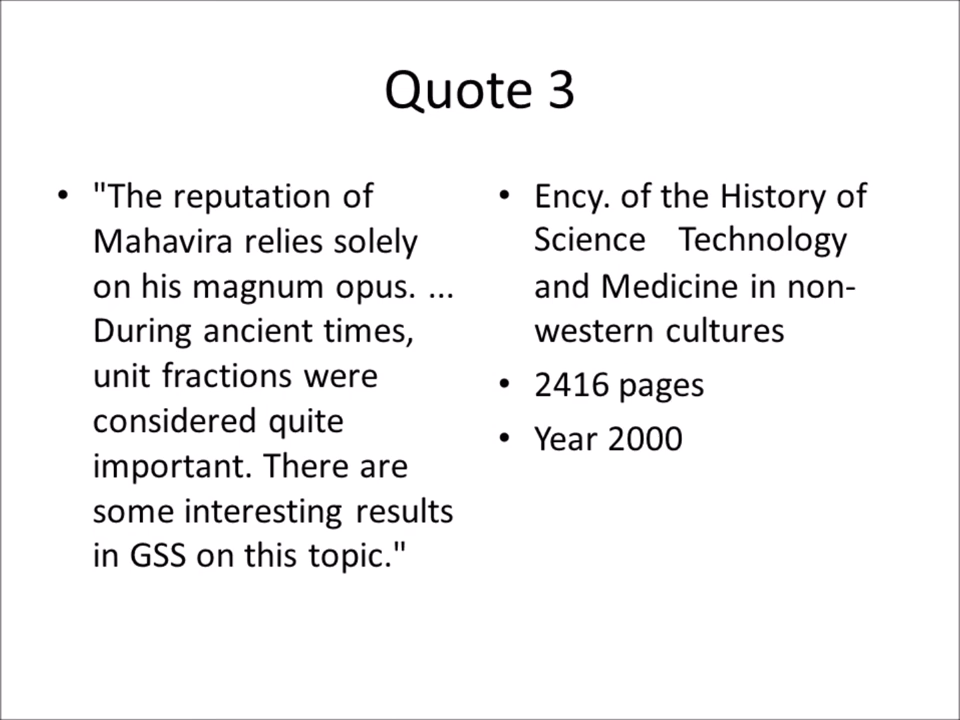 Quote 3
• "The reputation of
Mahavira relies solely
on his magnum opus. ...
During ancient times,
unit fractions were
considered quite
important. There are
some interesting results
in GSS on this topic."
• Ency. of the History of
Science Technology
and Medicine in non-
western cultures
• 2416 pages
• Year 2000